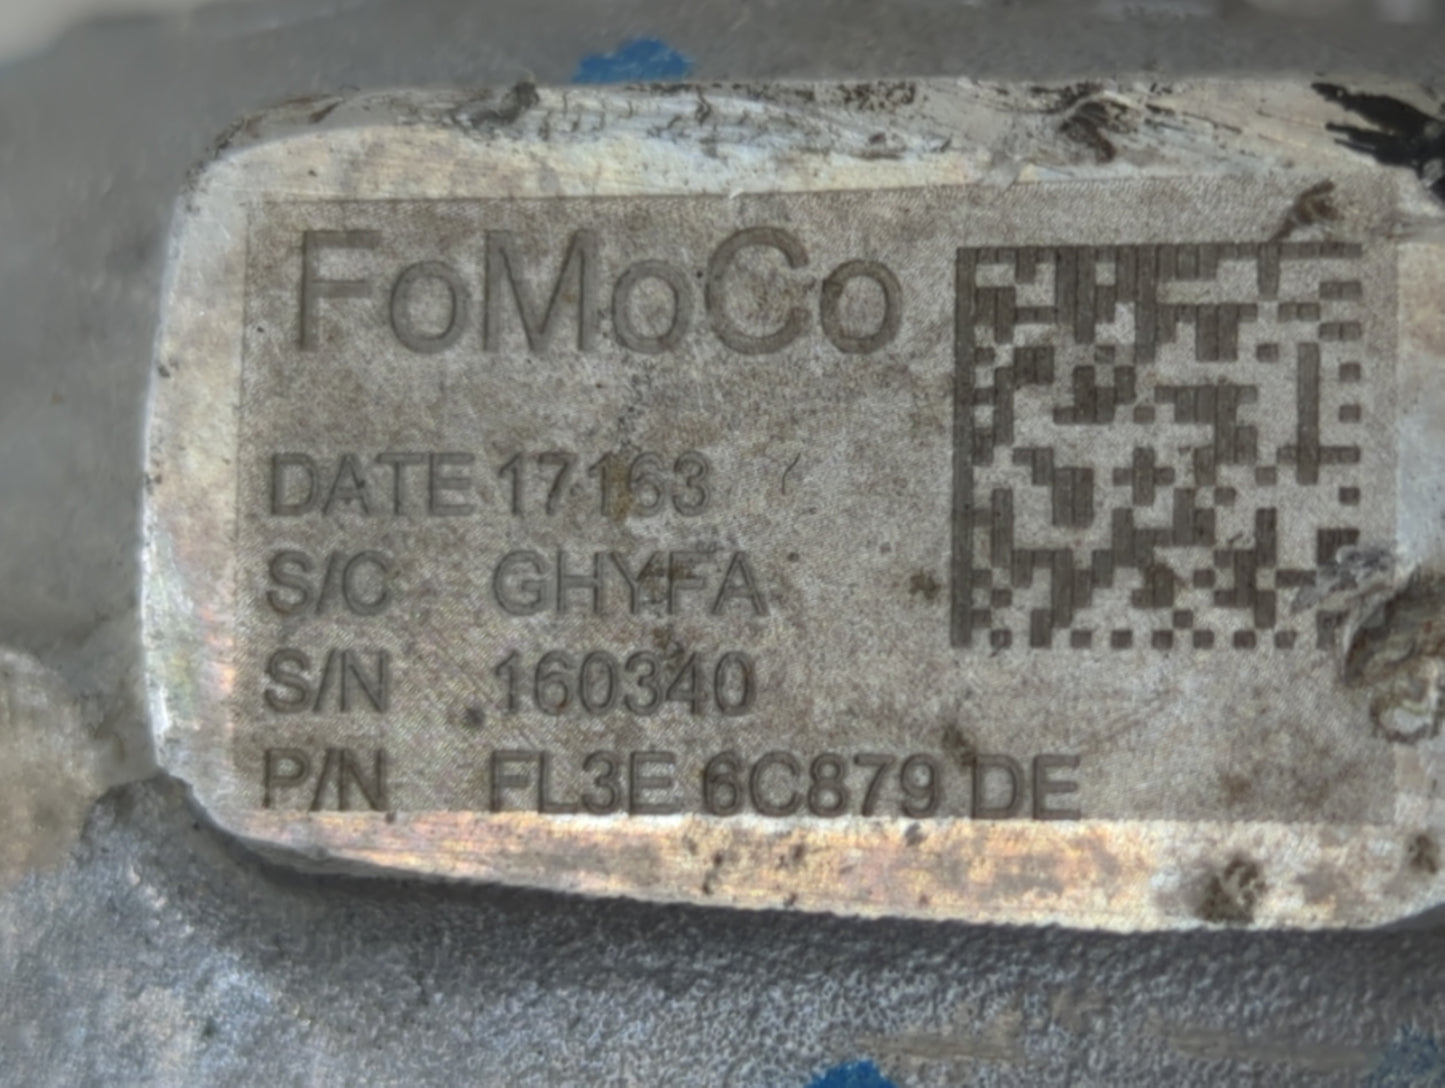 FoMoCo
DATE 17163
S/C GHYFA
S/N 160340
P/N FL3E 6C879 DE